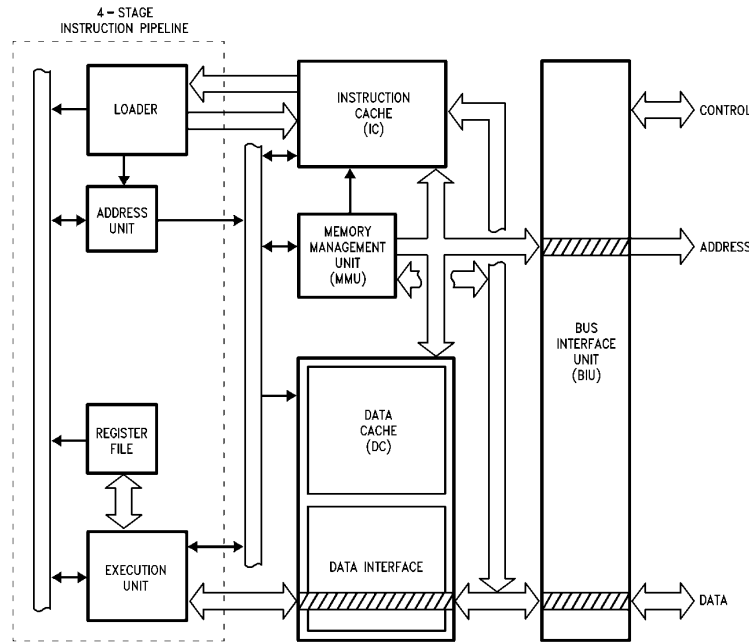 4-STAGE
INSTRUCTION PIPELINE
LOADER
INSTRUCTION
CACHE
(IC)
CONTROL
ADDRESS
UNIT
MEMORY
MANAGEMENT
UNIT
(MMU)
ADDRESS
BUS
INTERFACE
UNIT
(BIU)
REGISTER
FILE
DATA
CACHE
(DC)
EXECUTION
UNIT
DATA INTERFACE
DATA